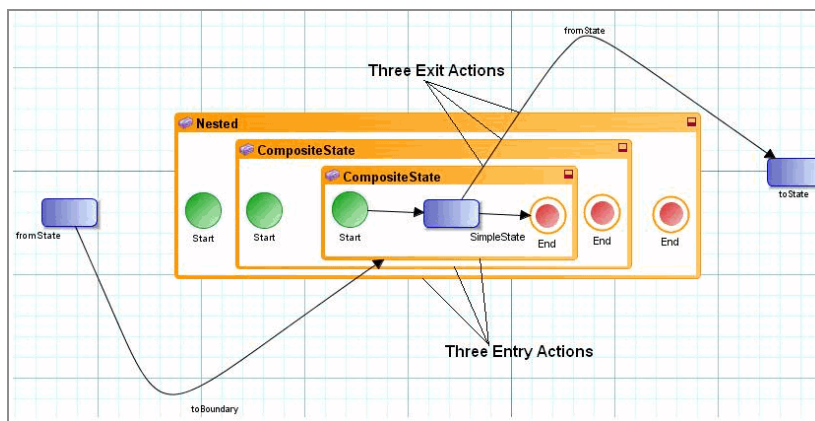 fromState
Three Exit Actions
Nested
CompositeState
CompositeState
toState
fromState
Start
Start
Start
SimpleState
End
End
End
Three Entry Actions
toBoundary